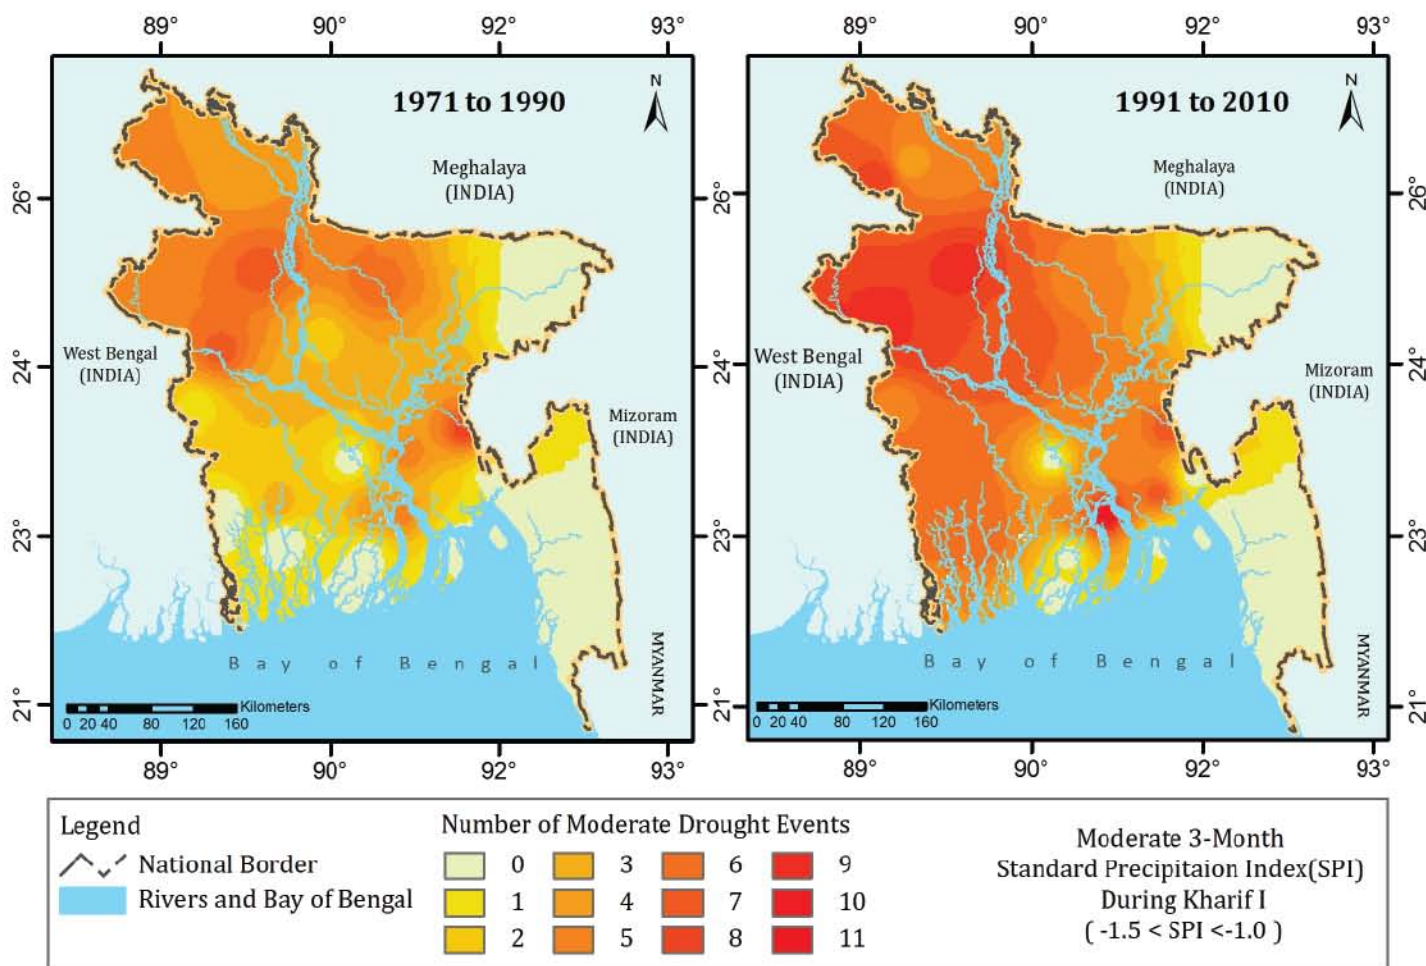 89° 90° 92° 93° 89° 90° 92° 93°
1971 to 1990
N
Meghalaya
(INDIA)
West Bengal
(INDIA)
Mizoram
(INDIA)
MYANMAR
Bay of Bengal
Kilometers
0 20 40 80 120 160
26°
24°
23°
21°
1991 to 2010
N
Meghalaya
(INDIA)
West Bengal
(INDIA)
Mizoram
(INDIA)
MYANMAR
Bay of Bengal
Kilometers
0 20 40 80 120 160
26°
24°
23°
21°
26°
24°
23°
21°
89° 90° 92° 93° 89° 90° 92° 93°
Legend
National Border
Rivers and Bay of Bengal
Number of Moderate Drought Events
0 3 6 9
1 4 7 10
2 5 8 11
Moderate 3-Month
Standard Precipitaion Index(SPI)
During Kharif I
( -1.5 < SPI <-1.0 )